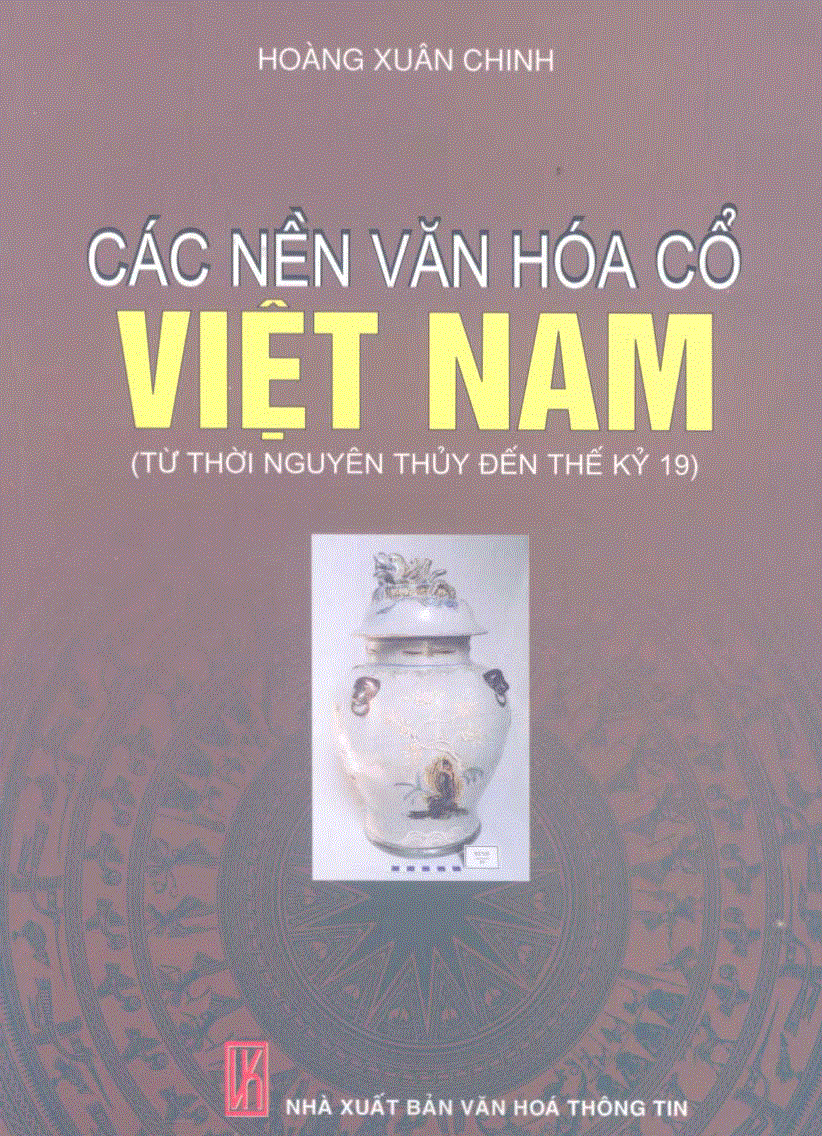 HOÀNG XUÂN CHINH
CÁC NỀN VĂN HÓA CỔ
VIỆT NAM
(TỪ THỜI NGUYÊN THỦY ĐẾN THẾ KỶ 19)
NHÀ XUẤT BẢN VĂN HOÁ THÔNG TIN